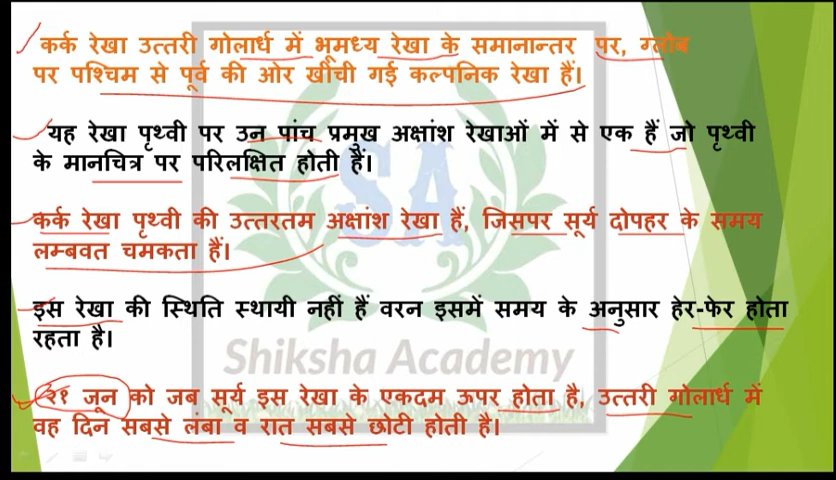 कर्क रेखा उत्तरी गोलार्ध में भूमध्य रेखा के समानान्तर पर, ग्लोब
पर पश्चिम से पूर्व की ओर खींची गई कल्पनिक रेखा हैं।
यह रेखा पृथ्वी पर उन पांच प्रमुख अक्षांश रेखाओं में से एक हैं जो पृथ्वी
के मानचित्र पर परिलक्षित होती हैं।
कर्क रेखा पृथ्वी की उत्तरतम अक्षांश रेखा हैं, जिसपर सूर्य दोपहर के समय
लम्बवत चमकता हैं।
इस रेखा की स्थिति स्थायी नहीं हैं वरन इसमें समय के अनुसार हेर-फेर होता
रहता है।
२१ जून को जब सूर्य इस रेखा के एकदम ऊपर होता है, उत्तरी गोलार्ध में
वह दिन सबसे लंबा व रात सबसे छोटी होती है।
SA
Shiksha Academy